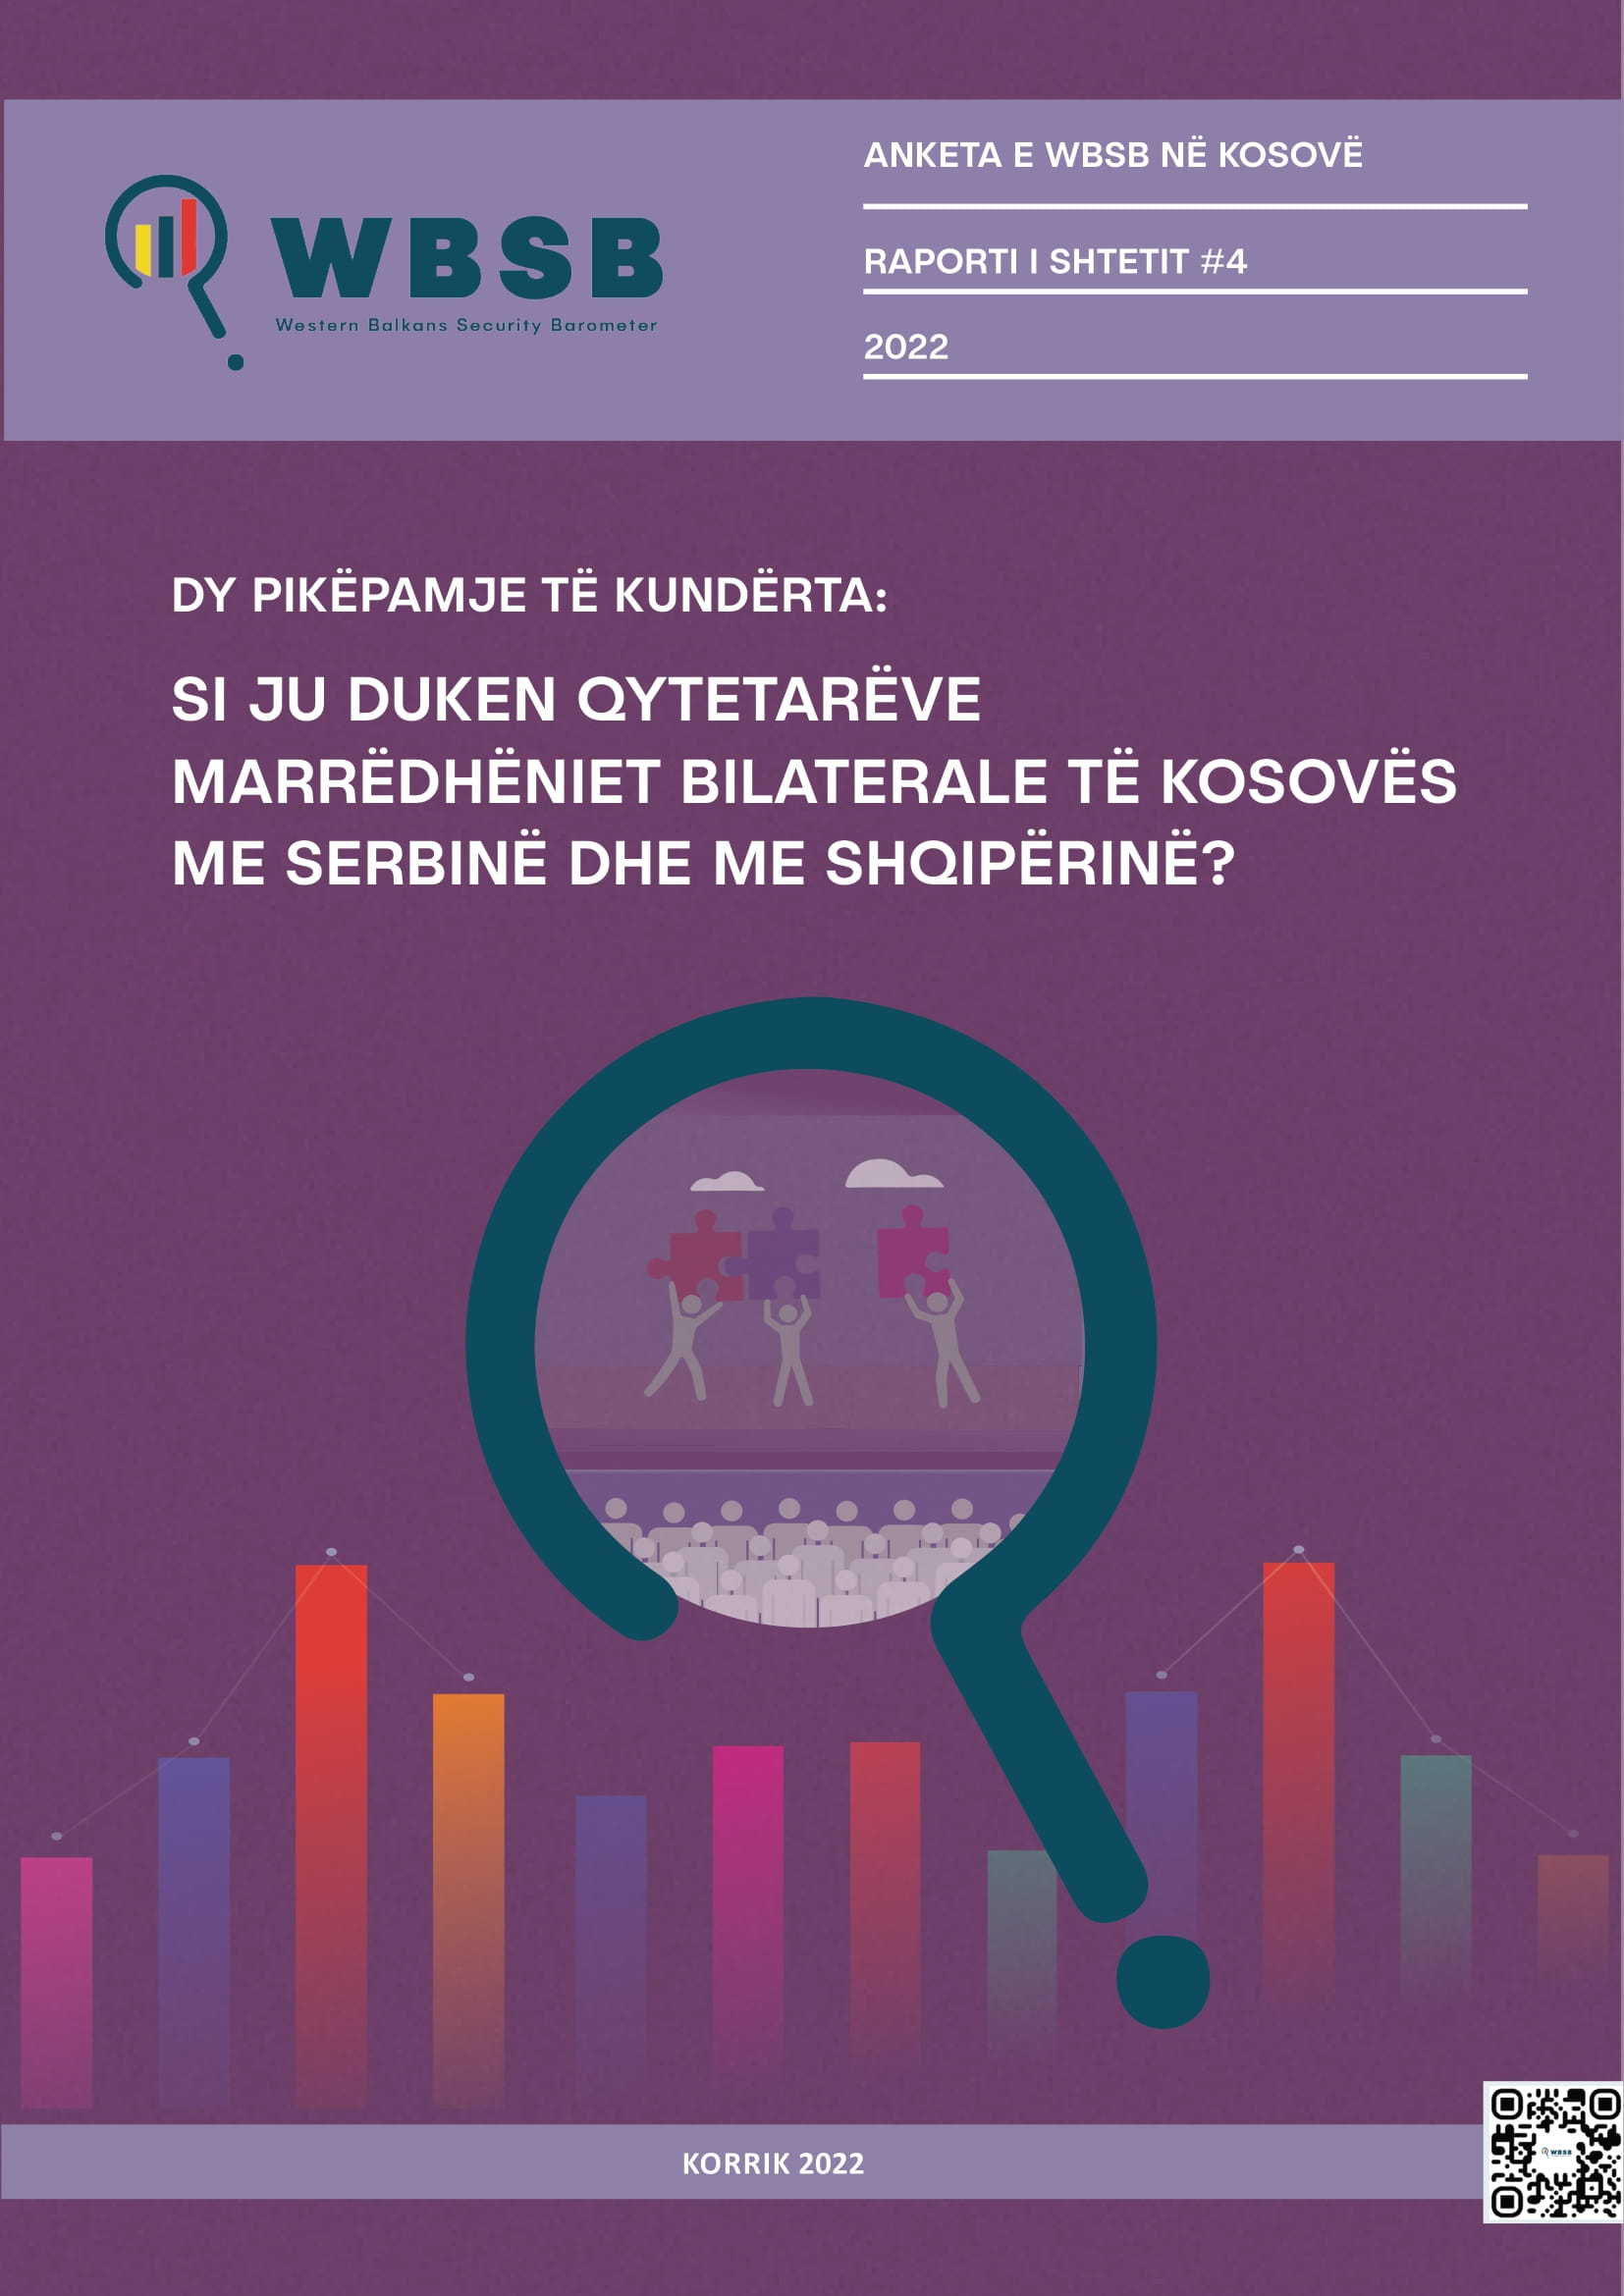 WBSB
Western Balkans Security Barometer
ANKETA E WBSB NË KOSOVË
RAPORTI I SHTETIT #4
2022
DY PIKËPAMJE TË KUNDËRTA:
SI JU DUKEN QYTETARËVE
MARRËDHËNIET BILATERALE TË KOSOVËS
ME SERBINË DHE ME SHQIPËRINË?
KORRIK 2022
WBSB